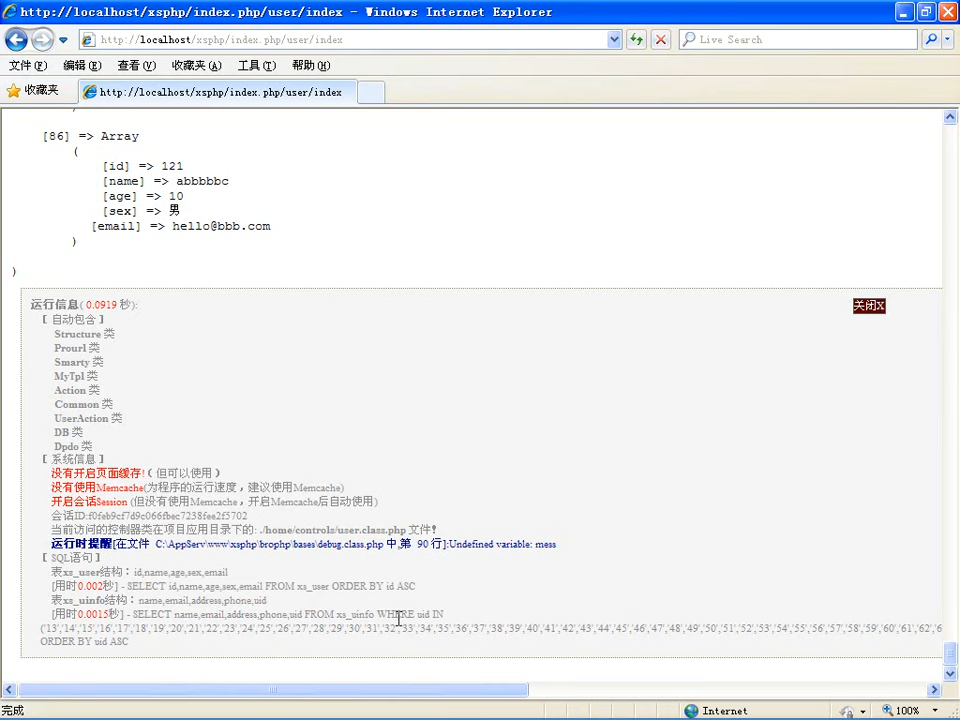 http://localhost/xsphp/index.php/user/index - Windows Internet Explorer
http://localhost/xsphp/index.php/user/index
Live Search
文件(F) 编辑(E) 查看(V) 收藏夹(A) 工具(T) 帮助(H)
收藏夹
http://localhost/xsphp/index.php/user/index
)
[86] => Array
(
[id] => 121
[name] => abbbbbc
[age] => 10
[sex] => 男
[email] => hello@bbb.com
)
)
运行信息( 0.0919 秒):
关闭X
[ 自动包含 ]
Structure 类
Prourl 类
Smarty 类
MyTpl 类
Action 类
Common 类
UserAction 类
DB 类
Dpdo 类
[ 系统信息 ]
没有开启页面缓存!( 但可以使用 )
没有使用Memcache(为程序的运行速度，建议使用Memcache)
开启会话Session (但没有使用Memcache，开启Memcache后自动使用)
会话ID:f0feb9cf7d9c066fbec7238fee2f5702
当前访问的控制器类在项目应用目录下的: ./home/controls/user.class.php 文件!
运行时提醒[在文件 C:\AppServ\www\xsphp\brophp\bases\debug.class.php 中,第 90 行]:Undefined variable: mess
[ SQL语句 ]
表xs_user结构：id,name,age,sex,email
[用时0.002秒] - SELECT id,name,age,sex,email FROM xs_user ORDER BY id ASC
表xs_uinfo结构：name,email,address,phone,uid
[用时0.0015秒] - SELECT name,email,address,phone,uid FROM xs_uinfo WHERE uid IN
('13','14','15','16','17','18','19','20','21','22','23','24','25','26','27','28','29','30','31','32','33','34','35','36','37','38','39','40','41','42','43','44','45','46','47','48','49','50','51','52','53','54','55','56','57','58','59','60','61','62','6
ORDER BY uid ASC
完成
Internet
100%